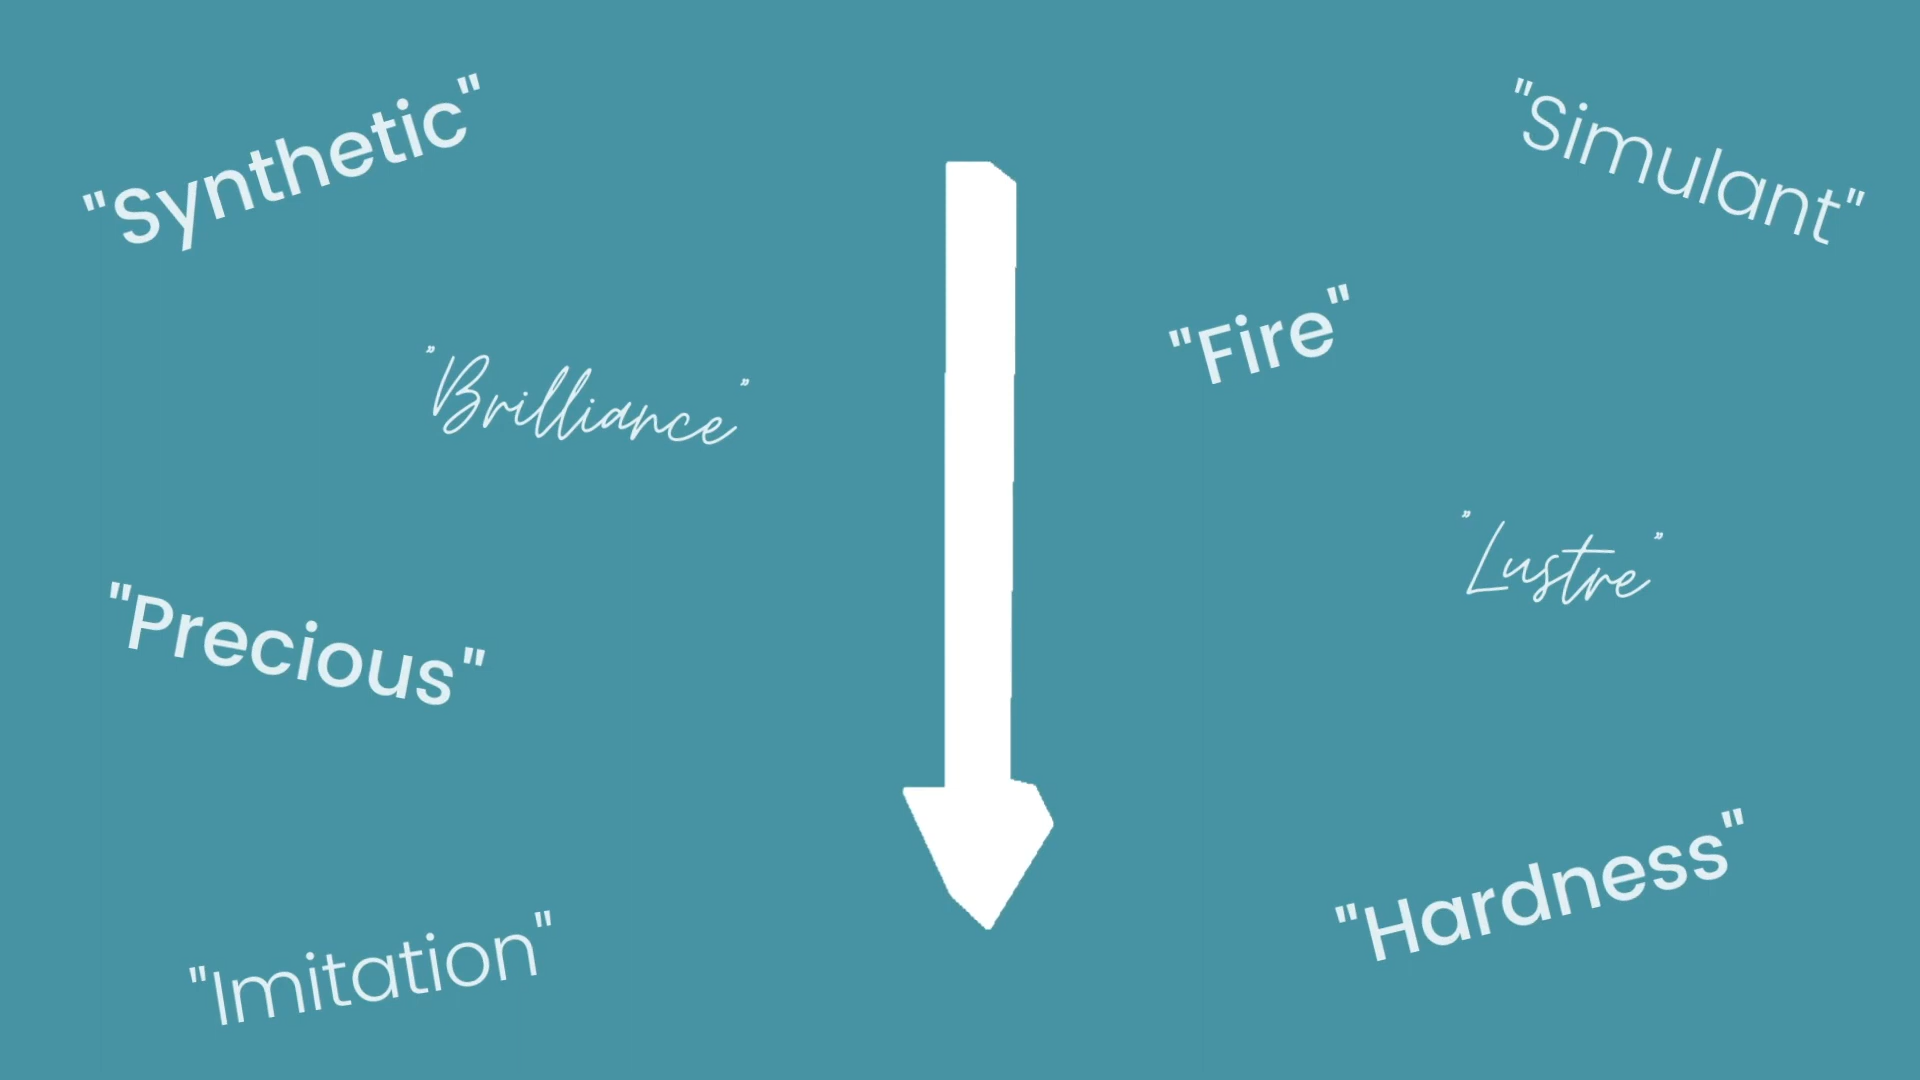 "Synthetic"
"Simulant"
"Fire"
"Brilliance"
"Lustre"
"Precious"
"Hardness"
"Imitation"